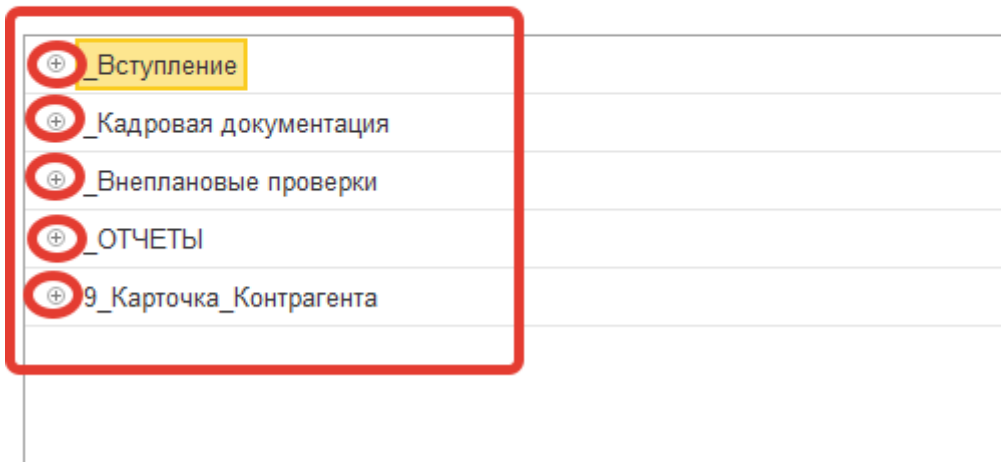 _Вступление
_Кадровая документация
_Внеплановые проверки
_ОТЧЕТЫ
9_Карточка_Контрагента